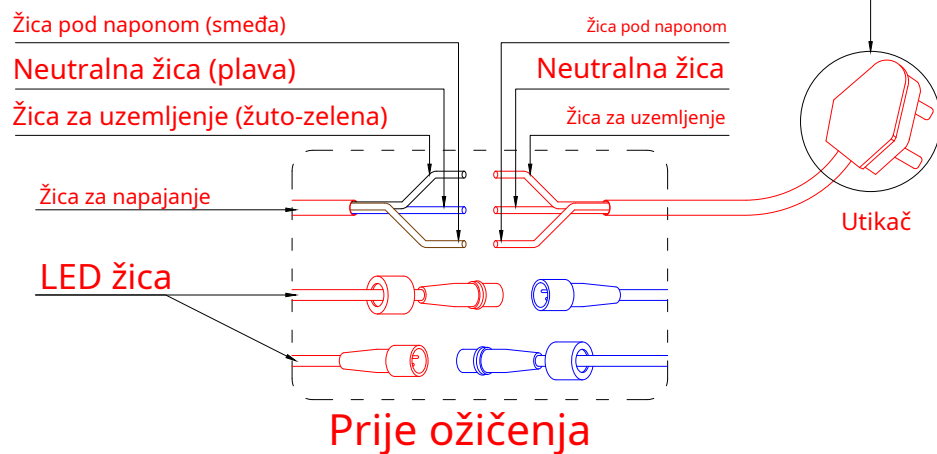 Žica pod naponom (smeđa)
Žica pod naponom
Neutralna žica (plava)
Neutralna žica
Žica za uzemljenje (žuto-zelena)
Žica za uzemljenje
Žica za napajanje
Utikač
LED žica
Prije ožičenja